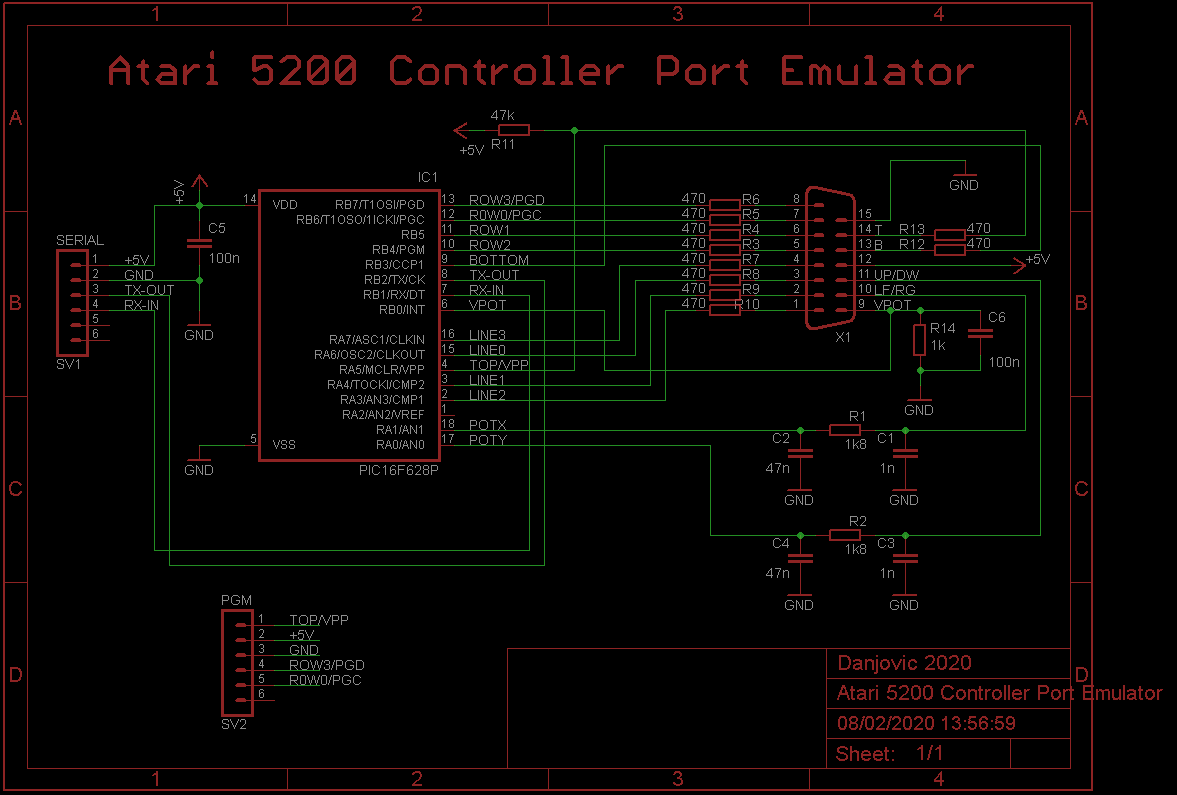 1 2 3 4
Atari 5200 Controller Port Emulator
A A
47k
+5V R11
IC1
+5V
14 VDD
RB7/T1OSI/PGD 13 ROW3/PGD
RB6/T1OSO/1ICKI/PGC 12 R0W0/PGC
RB5 11 ROW1
RB4/PGM 10 ROW2
RB3/CCP1 9 BOTTOM
RB2/TX/CK 8 TX-OUT
RB1/RX/DT 7 RX-IN
RB0/INT 6 VPOT
RA7/ASC1/CLKIN 16 LINE3
RA6/OSC2/CLKOUT 15 LINE0
RA5/MCLR/VPP 4 TOP/VPP
RA4/TOCKI/CMP2 3 LINE1
RA3/AN3/CMP1 2 LINE2
RA2/AN2/VREF 1
RA1/AN1 18 POTX
RA0/AN0 17 POTY
5 VSS
GND
PIC16F628P
C5
100n
GND
SERIAL
1 +5V
2 GND
3 TX-OUT
4 RX-IN
5
6
SV1
B B
470 R6 8
470 R5 7
470 R4 6
470 R3 5
470 R7 4
470 R8 3
470 R9 2
470 R10 1
GND
15
14 T R13 470
13 B R12 470
12 +5V
11 UP/DW
10 LF/RG
9 VPOT
X1
R14
1k
C6
100n
GND
C C
C2 R1 C1
47n 1k8 1n
GND GND
C4 R2 C3
47n 1k8 1n
GND GND
PGM
1 TOP/VPP
2 +5V
3 GND
4 ROW3/PGD
5 R0W0/PGC
6
SV2
D D
Danjovic 2020
Atari 5200 Controller Port Emulator
08/02/2020 13:56:59
Sheet: 1/1
1 2 3 4